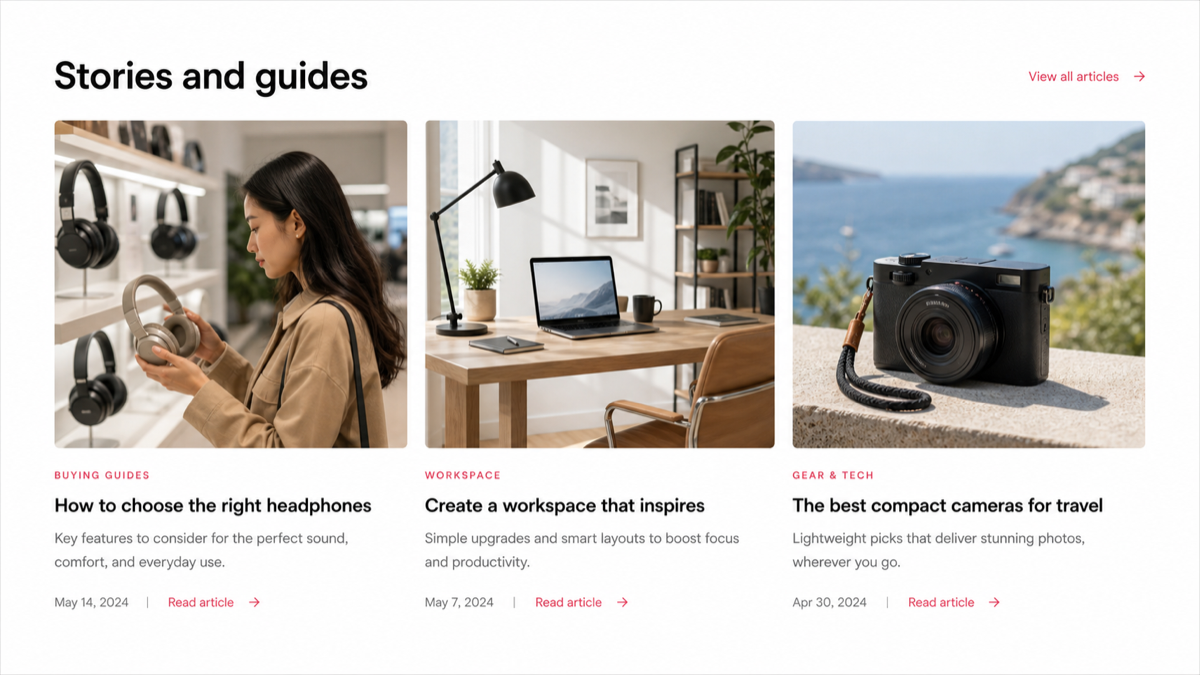 Stories and guides
View all articles →
BUYING GUIDES
How to choose the right headphones
Key features to consider for the perfect sound,
comfort, and everyday use.
May 14, 2024 | Read article →
WORKSPACE
Create a workspace that inspires
Simple upgrades and smart layouts to boost focus
and productivity.
May 7, 2024 | Read article →
GEAR & TECH
The best compact cameras for travel
Lightweight picks that deliver stunning photos,
wherever you go.
Apr 30, 2024 | Read article →